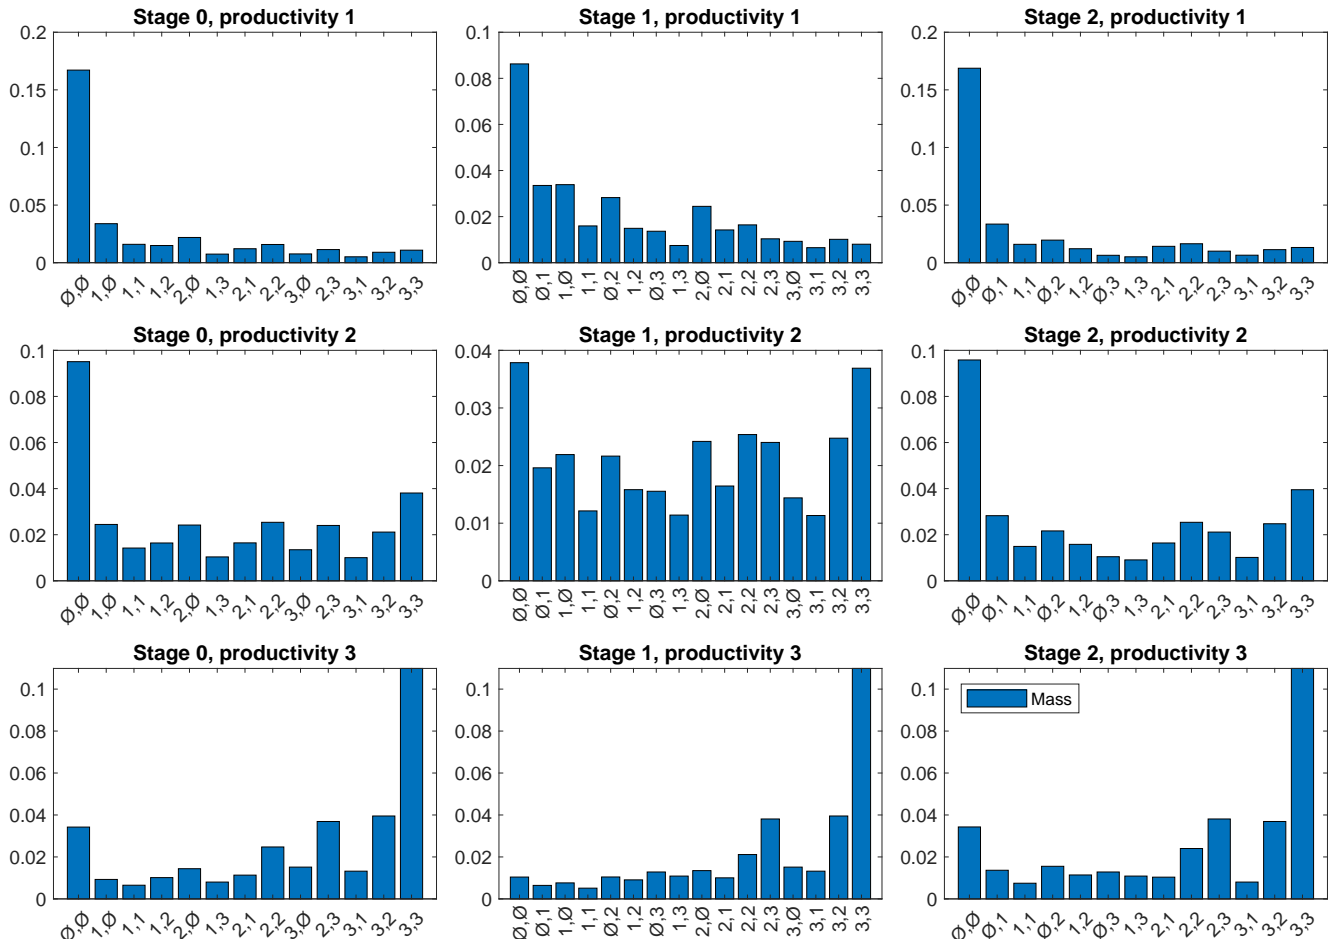 Stage 0, productivity 1
0.2
0.15
0.1
0.05
0
Ø,Ø 1,Ø 1,1 1,2 2,Ø 1,3 2,1 2,2 3,Ø 2,3 3,1 3,2 3,3
Stage 1, productivity 1
0.1
0.08
0.06
0.04
0.02
0
Ø,Ø Ø,1 1,Ø 1,1 Ø,2 1,2 Ø,3 1,3 2,Ø 2,1 2,2 2,3 3,Ø 3,1 3,2 3,3
Stage 2, productivity 1
0.2
0.15
0.1
0.05
0
Ø,Ø Ø,1 1,1 Ø,2 1,2 Ø,3 1,3 2,1 2,2 2,3 3,1 3,2 3,3
Stage 0, productivity 2
0.1
0.08
0.06
0.04
0.02
0
Ø,Ø 1,Ø 1,1 1,2 2,Ø 1,3 2,1 2,2 3,Ø 2,3 3,1 3,2 3,3
Stage 1, productivity 2
0.04
0.03
0.02
0.01
0
Ø,Ø Ø,1 1,Ø 1,1 Ø,2 1,2 Ø,3 1,3 2,Ø 2,1 2,2 2,3 3,Ø 3,1 3,2 3,3
Stage 2, productivity 2
0.1
0.08
0.06
0.04
0.02
0
Ø,Ø Ø,1 1,1 Ø,2 1,2 Ø,3 1,3 2,1 2,2 2,3 3,1 3,2 3,3
Stage 0, productivity 3
0.1
0.08
0.06
0.04
0.02
0
Ø,Ø 1,Ø 1,1 1,2 2,Ø 1,3 2,1 2,2 3,Ø 2,3 3,1 3,2 3,3
Stage 1, productivity 3
0.1
0.08
0.06
0.04
0.02
0
Ø,Ø Ø,1 1,Ø 1,1 Ø,2 1,2 Ø,3 1,3 2,Ø 2,1 2,2 2,3 3,Ø 3,1 3,2 3,3
Stage 2, productivity 3
Mass
0.1
0.08
0.06
0.04
0.02
0
Ø,Ø Ø,1 1,1 Ø,2 1,2 Ø,3 1,3 2,1 2,2 2,3 3,1 3,2 3,3